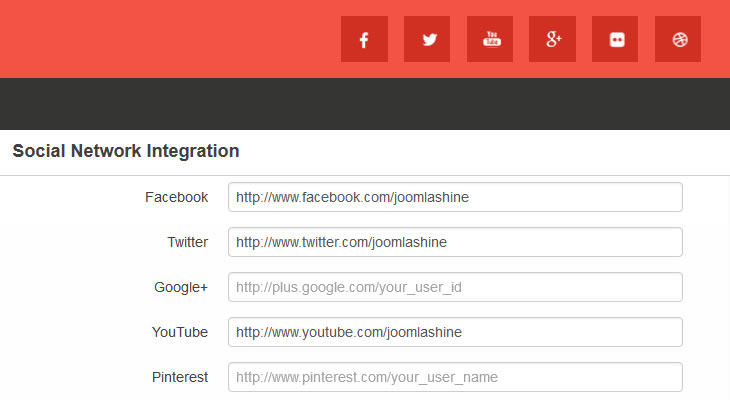 You Tube
g+
Social Network Integration
Facebook http://www.facebook.com/joomlashine
Twitter http://www.twitter.com/joomlashine
Google+ http://plus.google.com/your_user_id
YouTube http://www.youtube.com/joomlashine
Pinterest http://www.pinterest.com/your_user_name